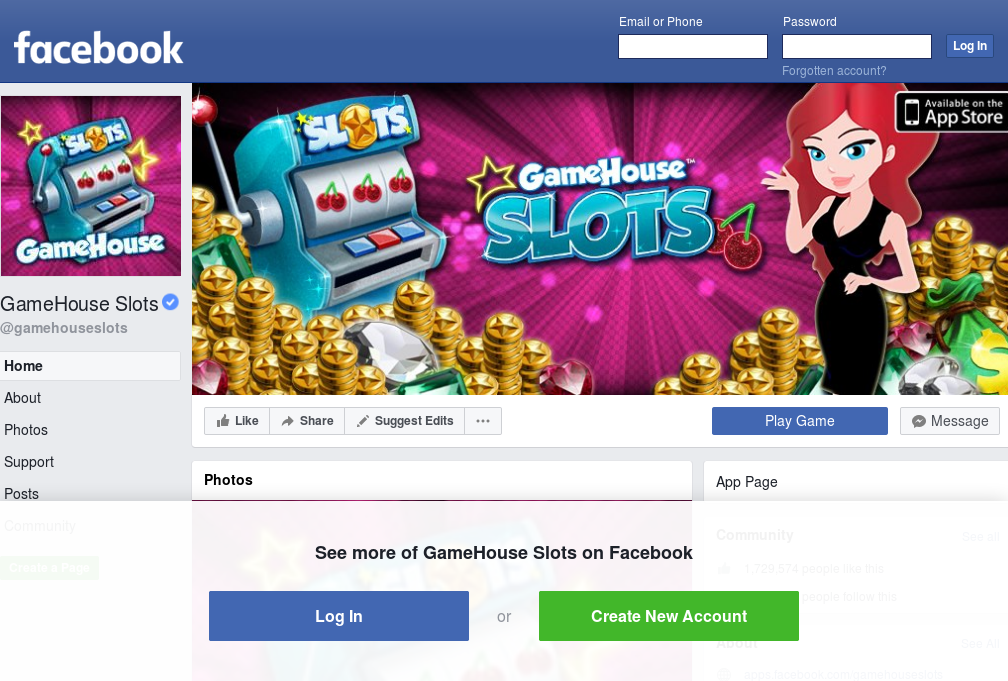 facebook
Email or Phone
Password
Log In
Forgotten account?
SLOTS
GameHouse
GameHouse Slots
@gamehouseslots
Home
About
Photos
Support
Posts
Community
Create a Page
SLOTS
GameHouse™
SLOTS
Available on the
App Store
$
Like
Share
Suggest Edits
...
Play Game
Message
Photos
App Page
See more of GameHouse Slots on Facebook
Log In
or
Create New Account
Community
See all
1,729,574 people like this
people follow this
About
See All
apps.facebook.com/gamehouseslots